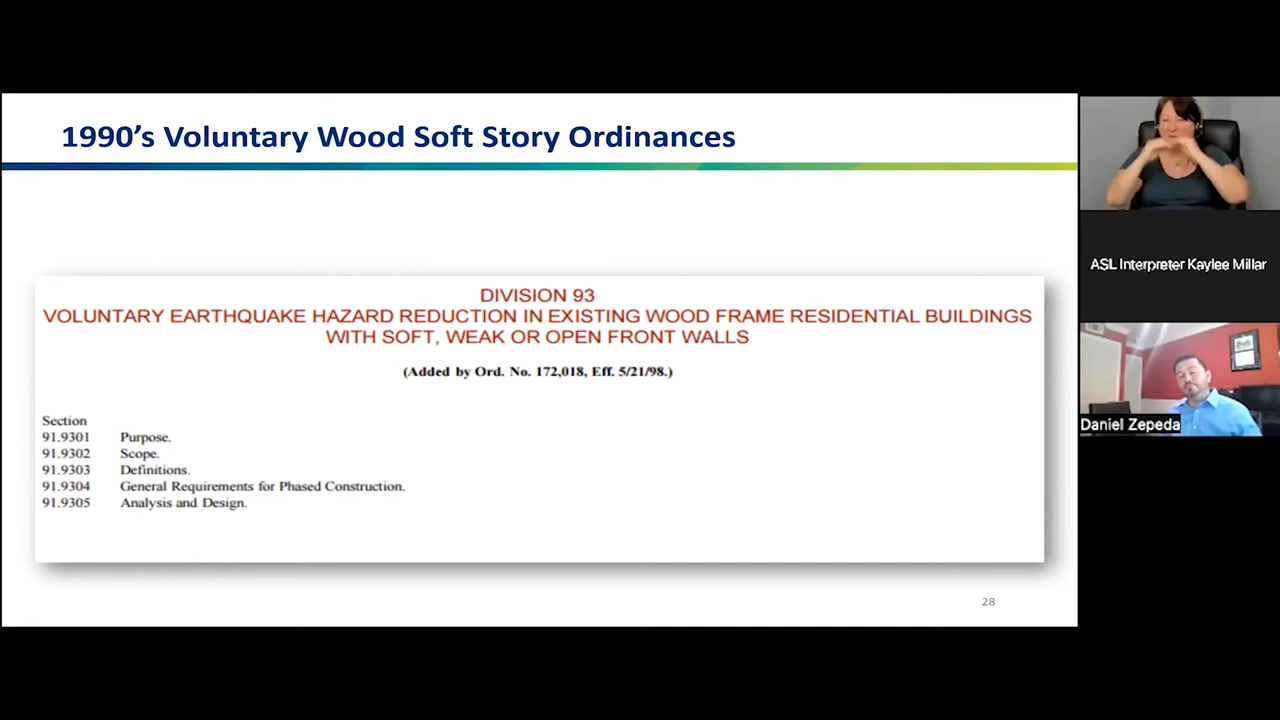 1990’s Voluntary Wood Soft Story Ordinances
DIVISION 93
VOLUNTARY EARTHQUAKE HAZARD REDUCTION IN EXISTING WOOD FRAME RESIDENTIAL BUILDINGS
WITH SOFT, WEAK OR OPEN FRONT WALLS
(Added by Ord. No. 172,018, Eff. 5/21/98.)
Section
91.9301 Purpose.
91.9302 Scope.
91.9303 Definitions.
91.9304 General Requirements for Phased Construction.
91.9305 Analysis and Design.
28
ASL Interpreter Kaylee Millar
Daniel Zepeda